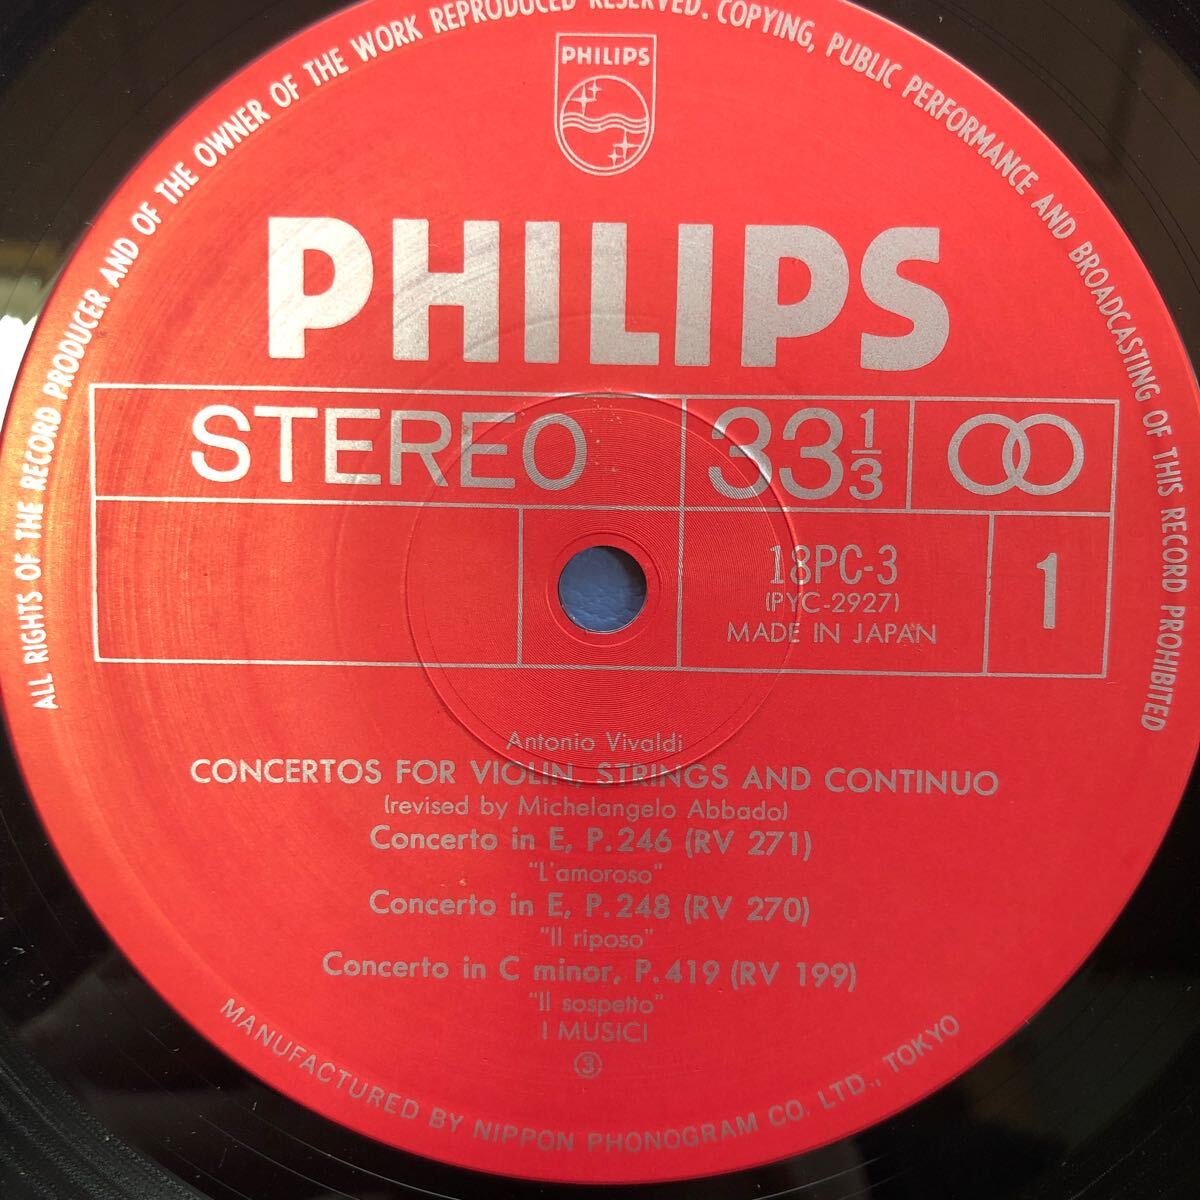 ALL RIGHTS OF THE RECORD PRODUCER AND OF THE OWNER OF THE WORK REPRODUCED RESERVED. COPYING, PUBLIC PERFORMANCE AND BROADCASTING OF THIS RECORD PROHIBITED
PHILIPS
PHILIPS
STEREO 33 1/3
18PC-3
(PYC-2927)
MADE IN JAPAN
1
Antonio Vivaldi
CONCERTOS FOR VIOLIN, STRINGS AND CONTINUO
(revised by Michelangelo Abbado)
Concerto in E, P.246 (RV 271)
"L'amoroso"
Concerto in E, P.248 (RV 270)
"Il riposo"
Concerto in C minor, P.419 (RV 199)
"Il sospetto"
I MUSICI
③
MANUFACTURED BY NIPPON PHONOGRAM CO. LTD., TOKYO